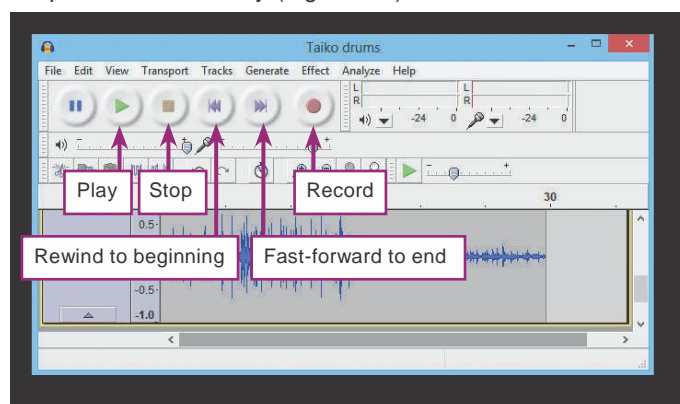 Taiko drums
File Edit View Transport Tracks Generate Effect Analyze Help
L
R
L
R
-24 0 -24 0
- +
- +
Play Stop Record
- +
30
0.5-
Rewind to beginning Fast-forward to end
-0.5-
-1.0